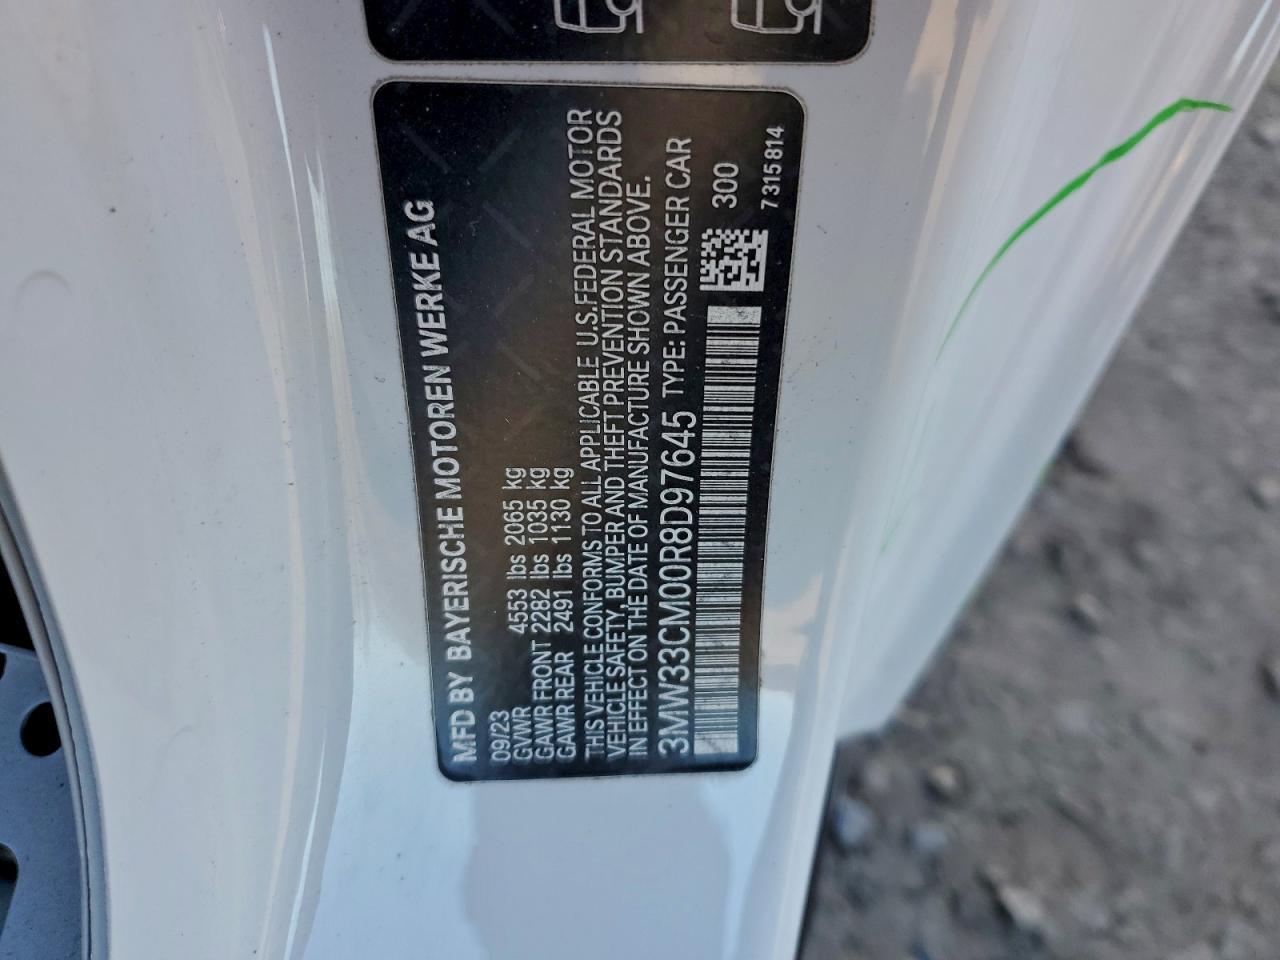 MFD BY BAYERISCHE MOTOREN WERKE AG
09/23
GVWR 4553 lbs 2065 kg
GAWR FRONT 2282 lbs 1035 kg
GAWR REAR 2491 lbs 1130 kg
THIS VEHICLE CONFORMS TO ALL APPLICABLE U.S. FEDERAL MOTOR
VEHICLE SAFETY, BUMPER AND THEFT PREVENTION STANDARDS
IN EFFECT ON THE DATE OF MANUFACTURE SHOWN ABOVE.
3MW33CM00R8D97645 TYPE: PASSENGER CAR
300
7315814